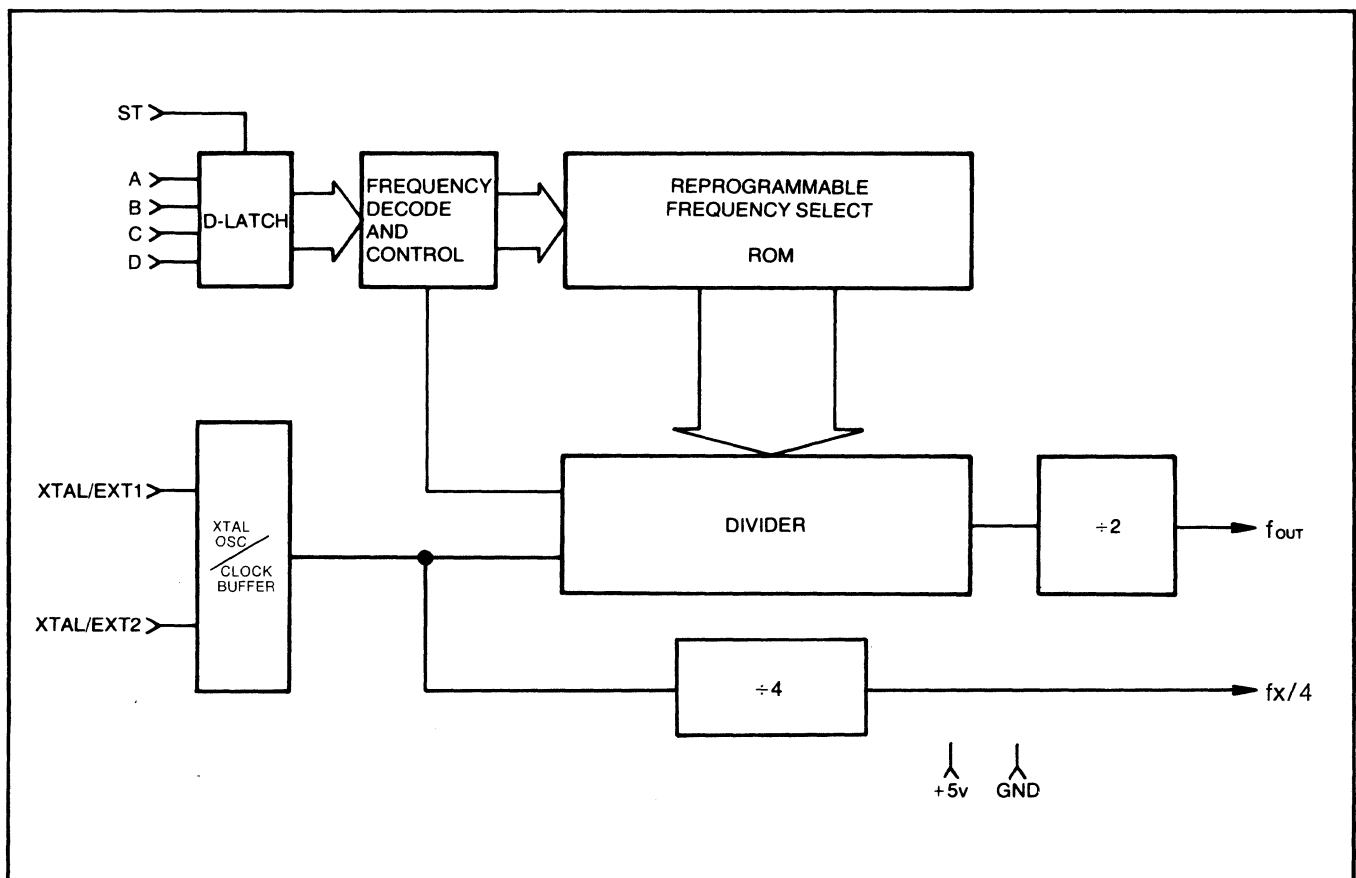 ST
A
B
C
D
D-LATCH
FREQUENCY
DECODE
AND
CONTROL
REPROGRAMMABLE
FREQUENCY SELECT
ROM
XTAL/EXT1
XTAL/EXT2
XTAL
OSC
CLOCK
BUFFER
DIVIDER
÷2
fOUT
÷4
fx/4
+5v
GND